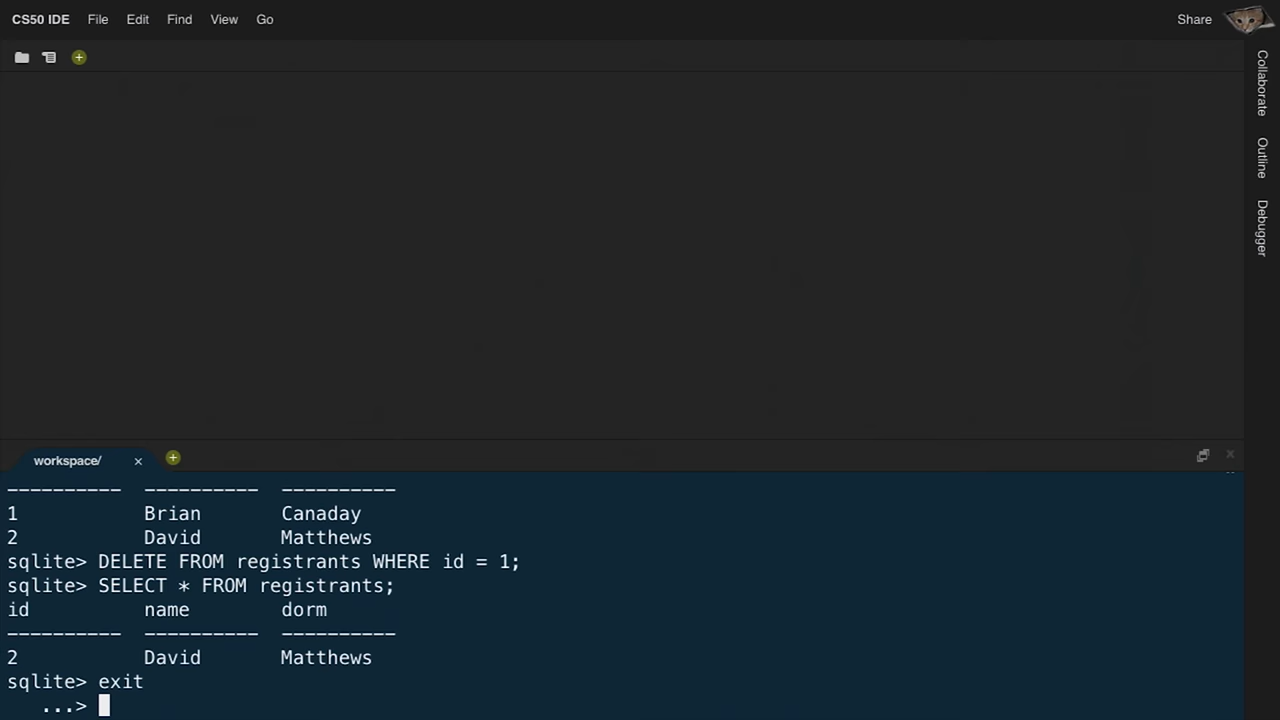 CS50 IDE File Edit Find View Go Share
Collaborate
Outline
Debugger
workspace/
---------- ---------- ----------
1 Brian Canaday
2 David Matthews
sqlite> DELETE FROM registrants WHERE id = 1;
sqlite> SELECT * FROM registrants;
id name dorm
---------- ---------- ----------
2 David Matthews
sqlite> exit
...>